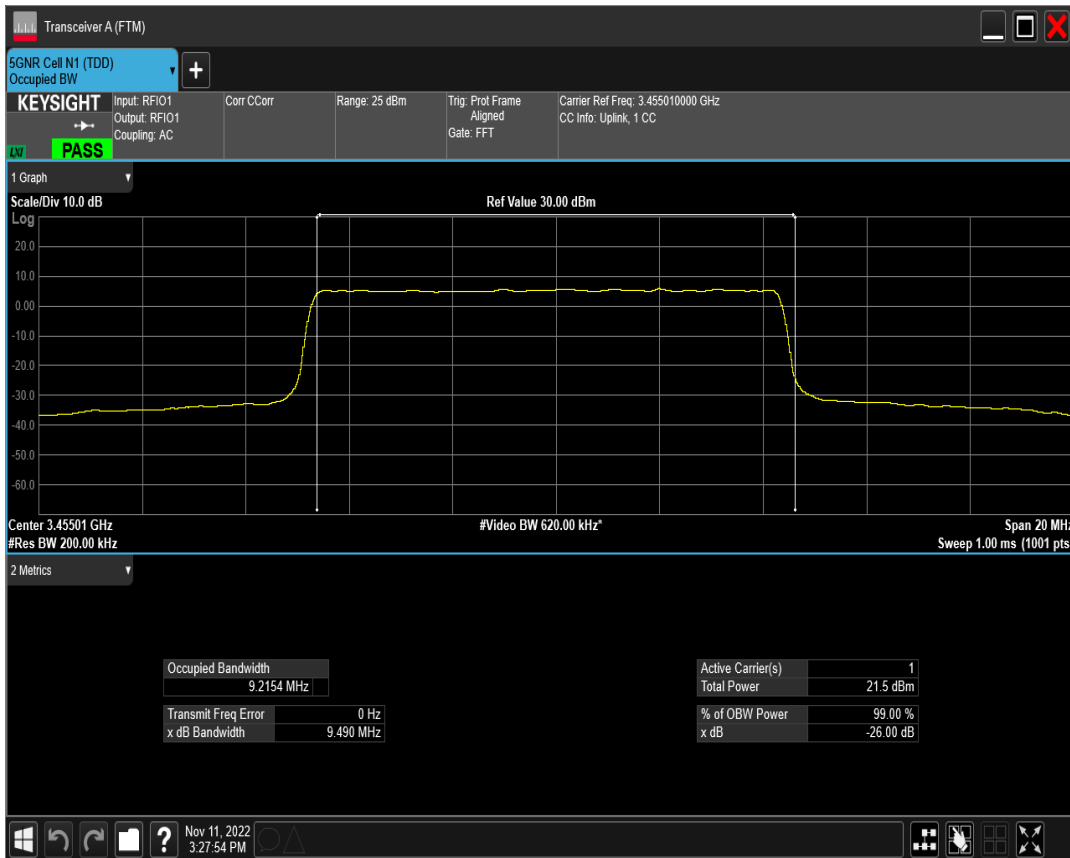 Transceiver A (FTM)
5GNR Cell N1 (TDD)
Occupied BW
+
KEYSIGHT
LXI
PASS
Input: RFIO1
Output: RFIO1
Coupling: AC
Corr CCorr
Range: 25 dBm
Trig: Prot Frame
Aligned
Gate: FFT
Carrier Ref Freq: 3.455010000 GHz
CC Info: Uplink, 1 CC
1 Graph
Scale/Div 10.0 dB
Ref Value 30.00 dBm
Log
20.0
10.0
0.00
-10.0
-20.0
-30.0
-40.0
-50.0
-60.0
Center 3.45501 GHz
#Video BW 620.00 kHz*
Span 20 MHz
#Res BW 200.00 kHz
Sweep 1.00 ms (1001 pts
2 Metrics
Occupied Bandwidth
9.2154 MHz
Transmit Freq Error 0 Hz
x dB Bandwidth 9.490 MHz
Active Carrier(s) 1
Total Power 21.5 dBm
% of OBW Power 99.00 %
x dB -26.00 dB
?
Nov 11, 2022
3:27:54 PM